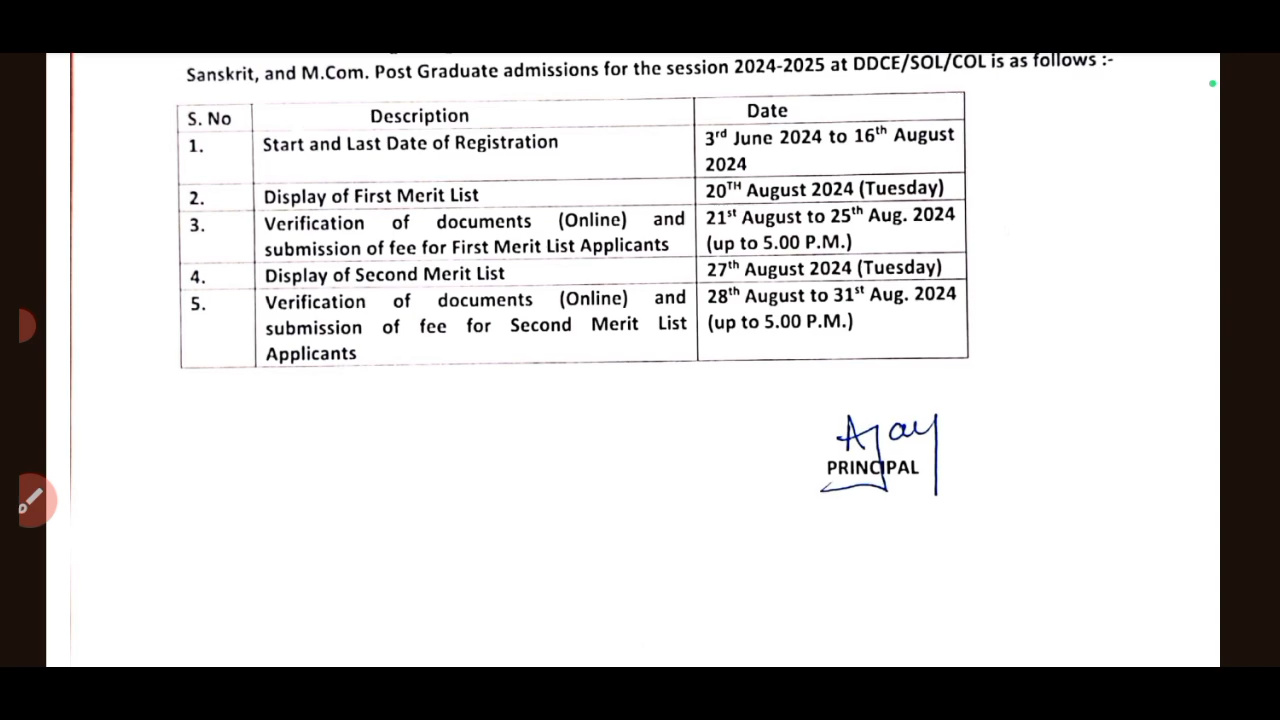 Sanskrit, and M.Com. Post Graduate admissions for the session 2024-2025 at DDCE/SOL/COL is as follows :-
S. No Description Date
1. Start and Last Date of Registration 3rd June 2024 to 16th August
2024
2. Display of First Merit List 20TH August 2024 (Tuesday)
3. Verification of documents (Online) and 21st August to 25th Aug. 2024
submission of fee for First Merit List Applicants (up to 5.00 P.M.)
4. Display of Second Merit List 27th August 2024 (Tuesday)
5. Verification of documents (Online) and 28th August to 31st Aug. 2024
submission of fee for Second Merit List (up to 5.00 P.M.)
Applicants
Ajay
PRINCIPAL